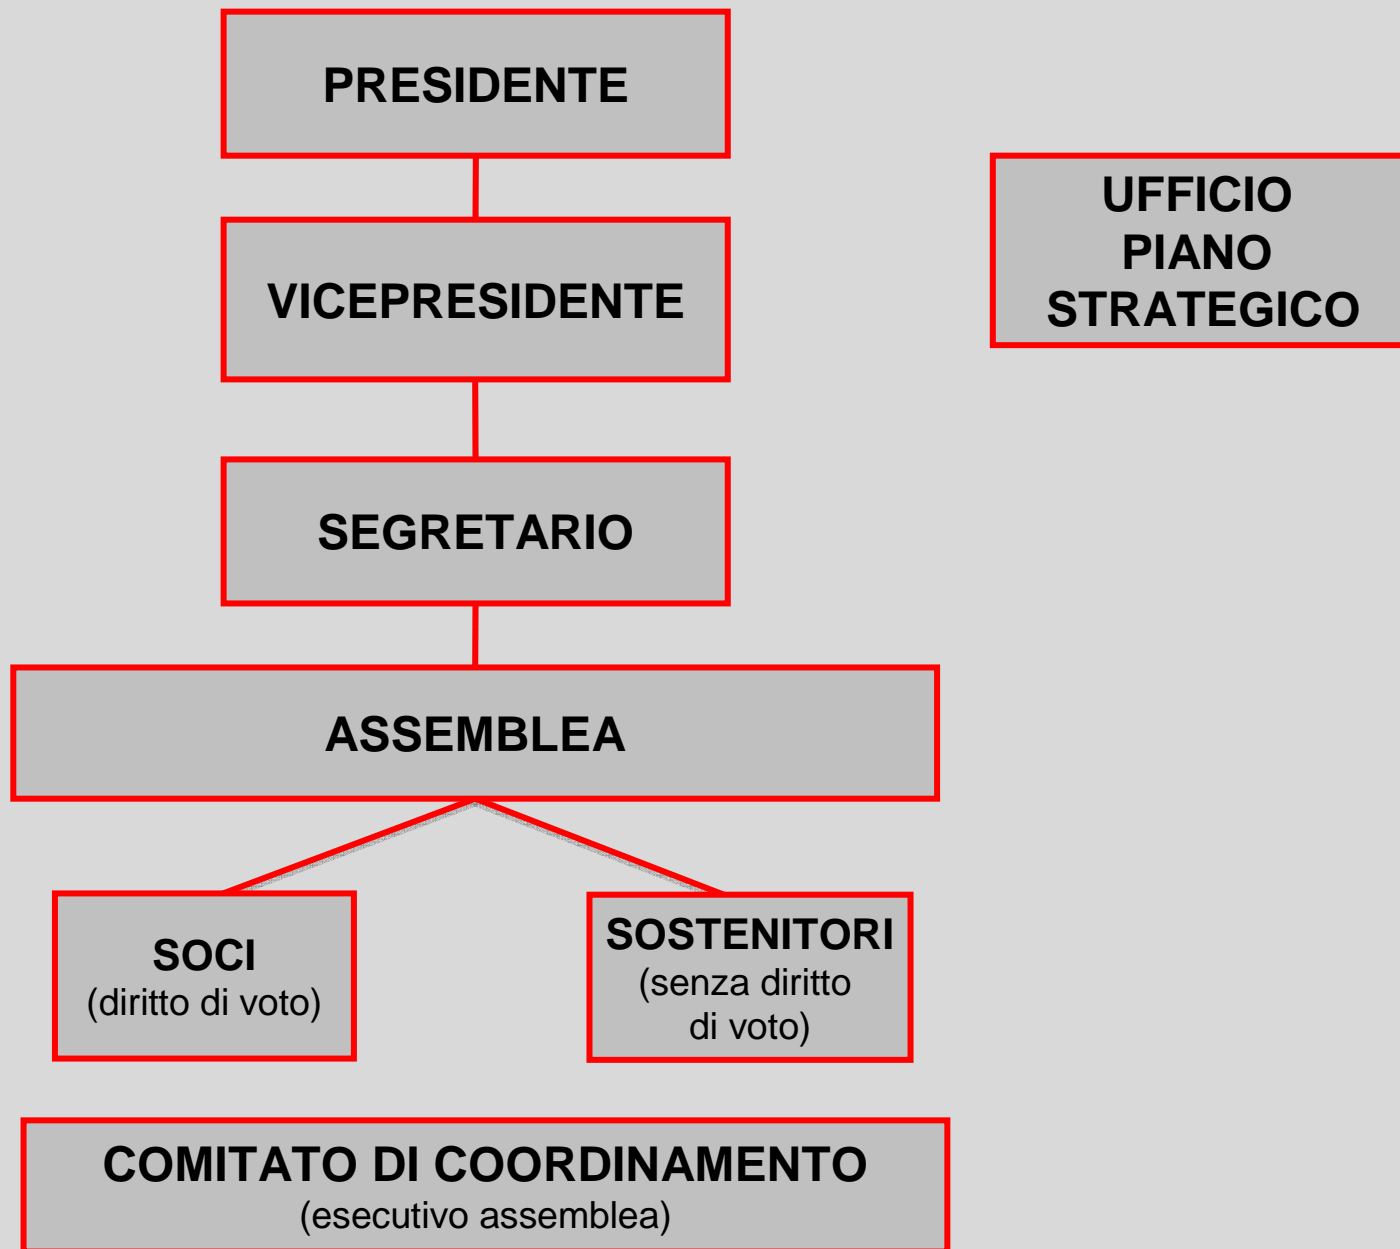 PRESIDENTE
VICEPRESIDENTE
SEGRETARIO
ASSEMBLEA
SOCI
(diritto di voto)
SOSTENITORI
(senza diritto
di voto)
COMITATO DI COORDINAMENTO
(esecutivo assemblea)
UFFICIO
PIANO
STRATEGICO